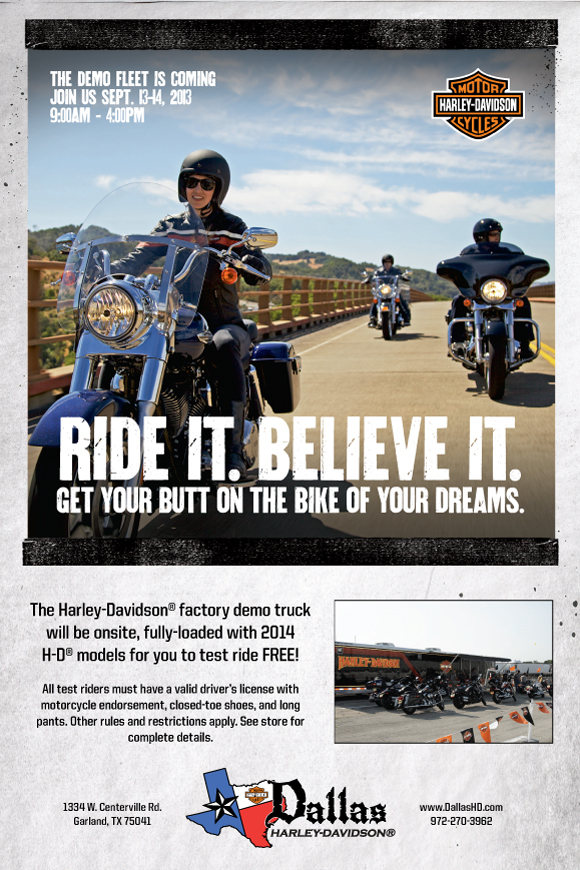 THE DEMO FLEET IS COMING
JOIN US SEPT. 13-14, 2013
9:00AM - 4:00PM
MOTOR
HARLEY-DAVIDSON
CYCLES
RIDE IT. BELIEVE IT.
GET YOUR BUTT ON THE BIKE OF YOUR DREAMS.
The Harley-Davidson® factory demo truck
will be onsite, fully-loaded with 2014
H-D® models for you to test ride FREE!
All test riders must have a valid driver's license with
motorcycle endorsement, closed-toe shoes, and long
pants. Other rules and restrictions apply. See store for
complete details.
HARLEY-DAVIDSON
1334 W. Centerville Rd.
Garland, TX 75041
HARLEY-DAVIDSON
Dallas
HARLEY-DAVIDSON®
www.DallasHD.com
972-270-3962